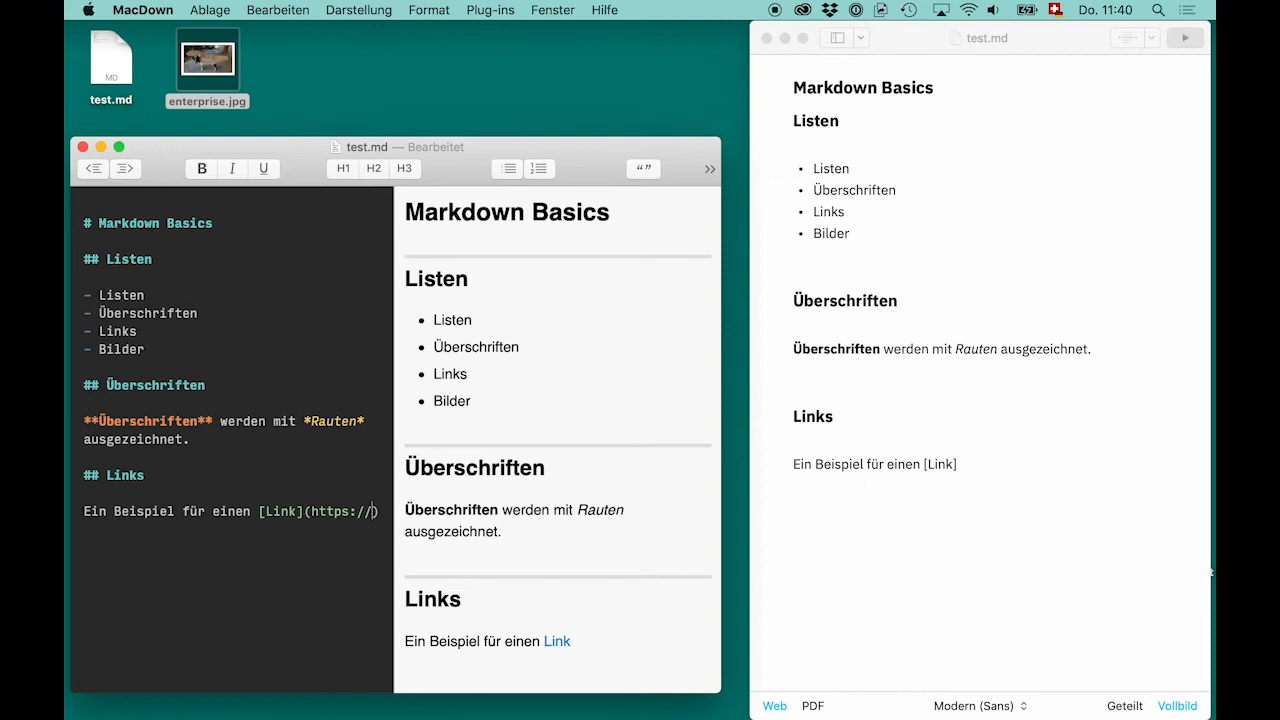 MacDown Ablage Bearbeiten Darstellung Format Plug-ins Fenster Hilfe
Do. 11:40
MD
test.md
enterprise.jpg
test.md — Bearbeitet
B I U H1 H2 H3 “”
# Markdown Basics
## Listen
- Listen
- Überschriften
- Links
- Bilder
## Überschriften
**Überschriften** werden mit *Rauten*
ausgezeichnet.
## Links
Ein Beispiel für einen [Link](https://)
Markdown Basics
Listen
• Listen
• Überschriften
• Links
• Bilder
Überschriften
Überschriften werden mit Rauten
ausgezeichnet.
Links
Ein Beispiel für einen Link
test.md
Markdown Basics
Listen
• Listen
• Überschriften
• Links
• Bilder
Überschriften
Überschriften werden mit Rauten ausgezeichnet.
Links
Ein Beispiel für einen [Link]
Web PDF Modern (Sans) Geteilt Vollbild